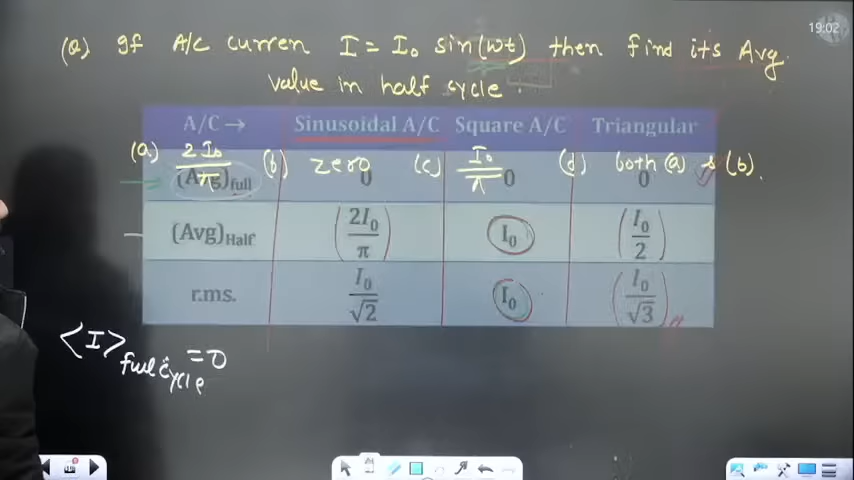 19:02
(Q) If A/C curren I = I₀ sin(wt) then find its Avg.
value in half cycle.
A/C → Sinusoidal A/C Square A/C Triangular
(a) 2I₀/π (b) zero (c) I₀/π (d) both (a) & (b).
(Avg)full 0 0 0
(Avg)Half (2I₀/π) I₀ (I₀/2)
r.m.s. I₀/√2 I₀ (I₀/√3)
<I> full cycle = 0